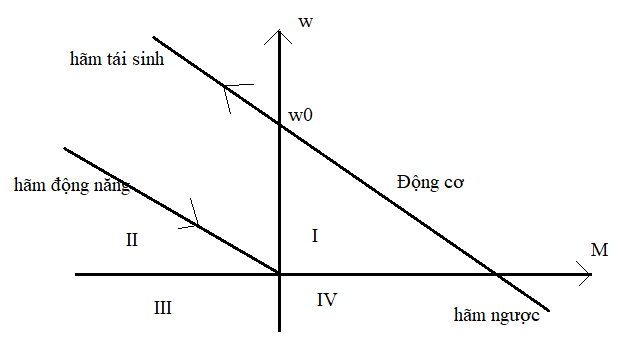 w
hãm tái sinh
w0
hãm động năng
Động cơ
II
I
M
III
IV
hãm ngược